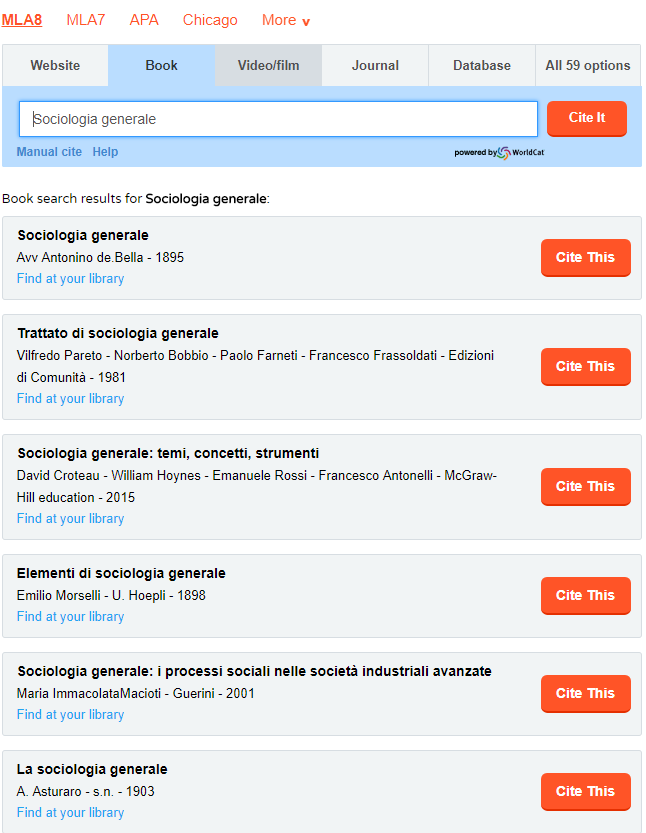 MLA8 MLA7 APA Chicago More v
Website Book Video/film Journal Database All 59 options
Sociologia generale Cite It
Manual cite Help powered by WorldCat
Book search results for Sociologia generale:
Sociologia generale
Avv Antonino de.Bella - 1895
Cite This
Find at your library
Trattato di sociologia generale
Vilfredo Pareto - Norberto Bobbio - Paolo Farneti - Francesco Frassoldati - Edizioni
Cite This
di Comunità - 1981
Find at your library
Sociologia generale: temi, concetti, strumenti
David Croteau - William Hoynes - Emanuele Rossi - Francesco Antonelli - McGraw-
Cite This
Hill education - 2015
Find at your library
Elementi di sociologia generale
Emilio Morselli - U. Hoepli - 1898
Cite This
Find at your library
Sociologia generale: i processi sociali nelle società industriali avanzate
Maria ImmacolataMacioti - Guerini - 2001
Cite This
Find at your library
La sociologia generale
A. Asturaro - s.n. - 1903
Cite This
Find at your library